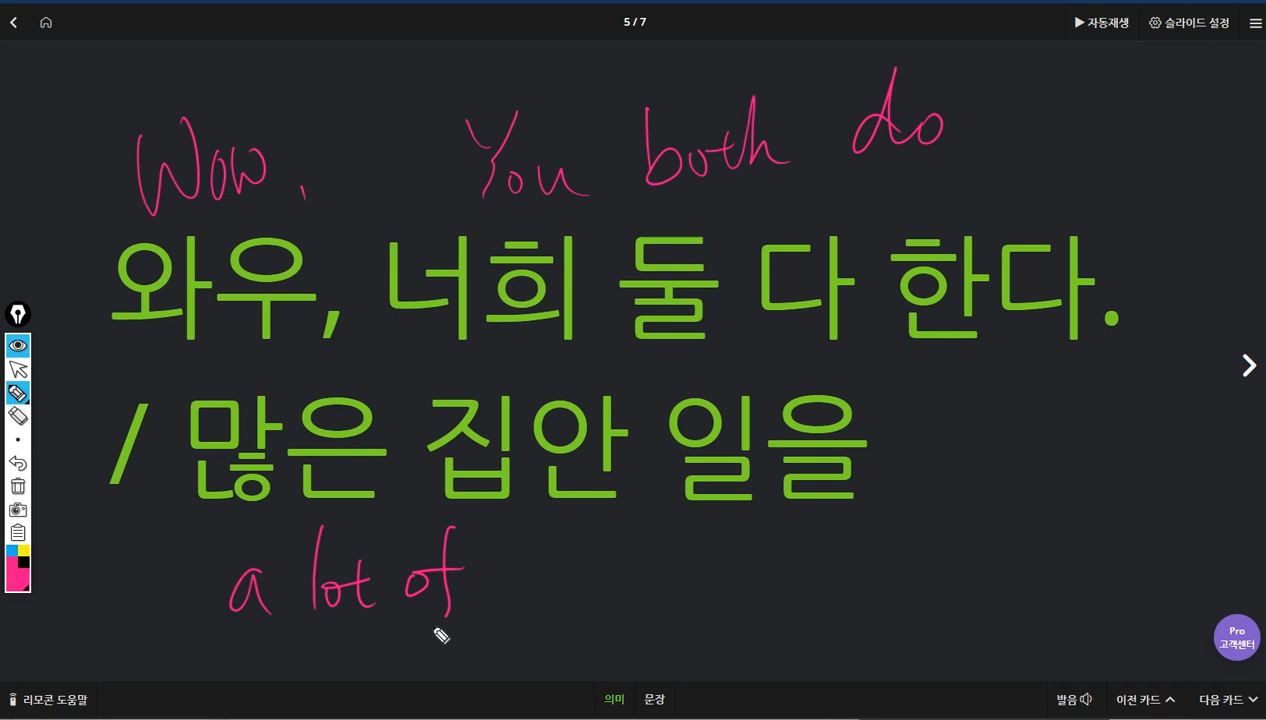 5 / 7
자동재생
슬라이드 설정
Wow, You both do
와우, 너희 둘 다 한다.
/ 많은 집안 일을
a lot of
Pro
고객센터
리모콘 도움말
의미
문장
발음
이전 카드
다음 카드